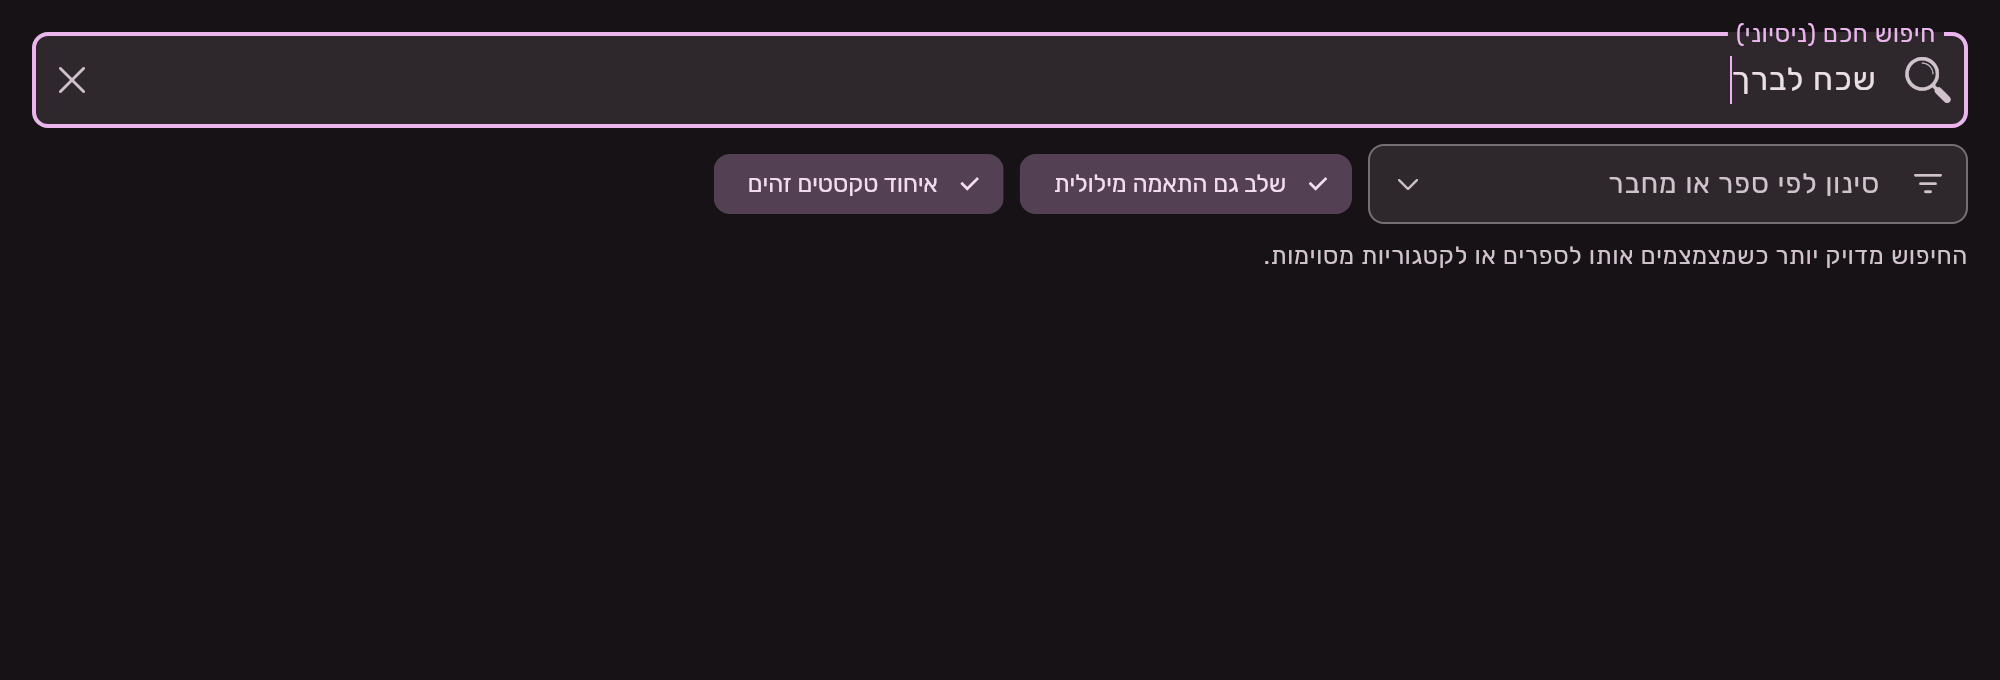 חיפוש חכם (ניסיוני)
שכח לברך
סינון לפי ספר או מחבר
שלב גם התאמה מילולית
איחוד טקסטים זהים
החיפוש מדויק יותר כשמצמצמים אותו לספרים או לקטגוריות מסוימות.